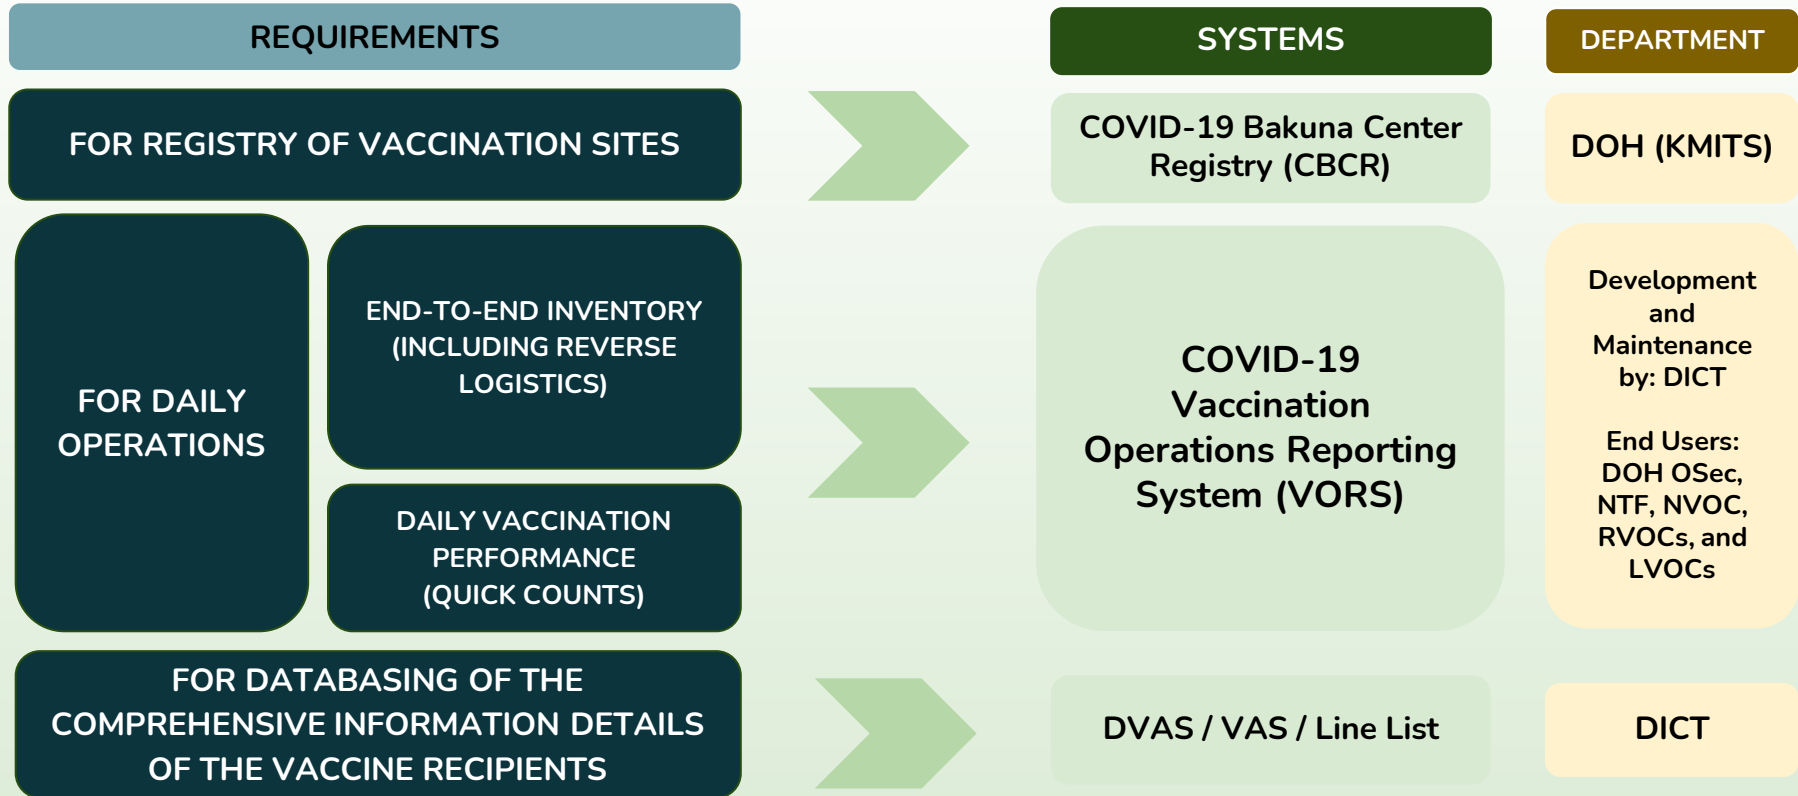 REQUIREMENTS
SYSTEMS
DEPARTMENT
FOR REGISTRY OF VACCINATION SITES
COVID-19 Bakuna Center
Registry (CBCR)
DOH (KMITS)
FOR DAILY
OPERATIONS
END-TO-END INVENTORY
(INCLUDING REVERSE
LOGISTICS)
DAILY VACCINATION
PERFORMANCE
(QUICK COUNTS)
COVID-19
Vaccination
Operations Reporting
System (VORS)
Development
and
Maintenance
by: DICT
End Users:
DOH OSec,
NTF, NVOC,
RVOCs, and
LVOCs
FOR DATABASING OF THE
COMPREHENSIVE INFORMATION DETAILS
OF THE VACCINE RECIPIENTS
DVAS / VAS / Line List
DICT